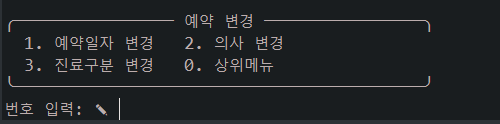 예약 변경
1. 예약일자 변경 2. 의사 변경
3. 진료구분 변경 0. 상위메뉴
번호 입력: ✏